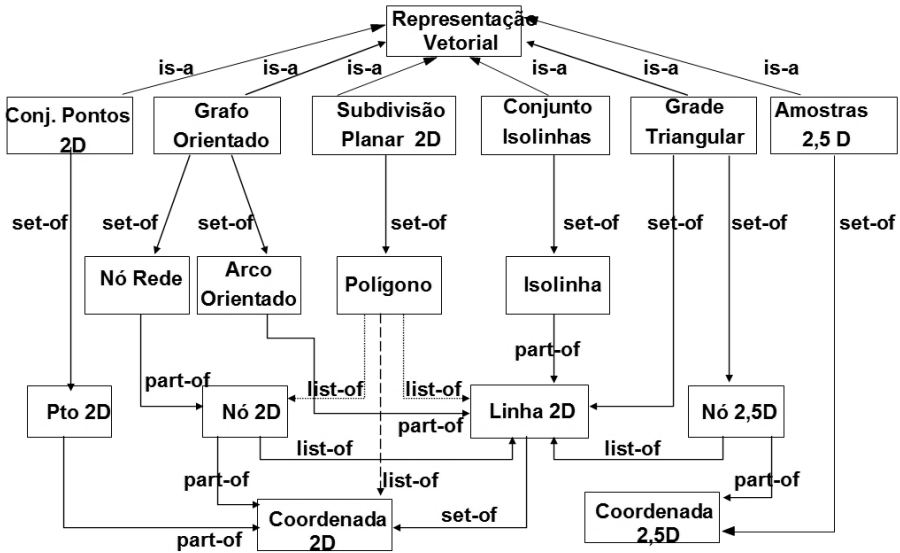 Representação
Vetorial
is-a
is-a
is-a
is-a
is-a
is-a
Conj. Pontos
2D
Grafo
Orientado
Subdivisão
Planar 2D
Conjunto
Isolinhas
Grade
Triangular
Amostras
2,5 D
set-of
set-of
set-of
set-of
set-of
set-of
set-of
set-of
Nó Rede
Arco
Orientado
Polígono
Isolinha
part-of
part-of
list-of
list-of
Pto 2D
Nó 2D
Linha 2D
Nó 2,5D
part-of
list-of
list-of
part-of
list-of
part-of
Coordenada
2D
set-of
Coordenada
2,5D
part-of